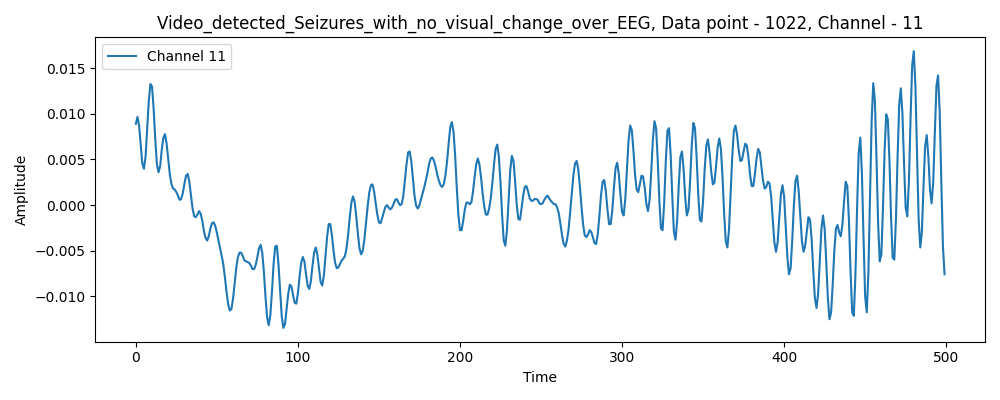 Video_detected_Seizures_with_no_visual_change_over_EEG, Data point - 1022, Channel - 11
Channel 11
0.015
0.010
0.005
0.000
−0.005
−0.010
Amplitude
0 100 200 300 400 500
Time